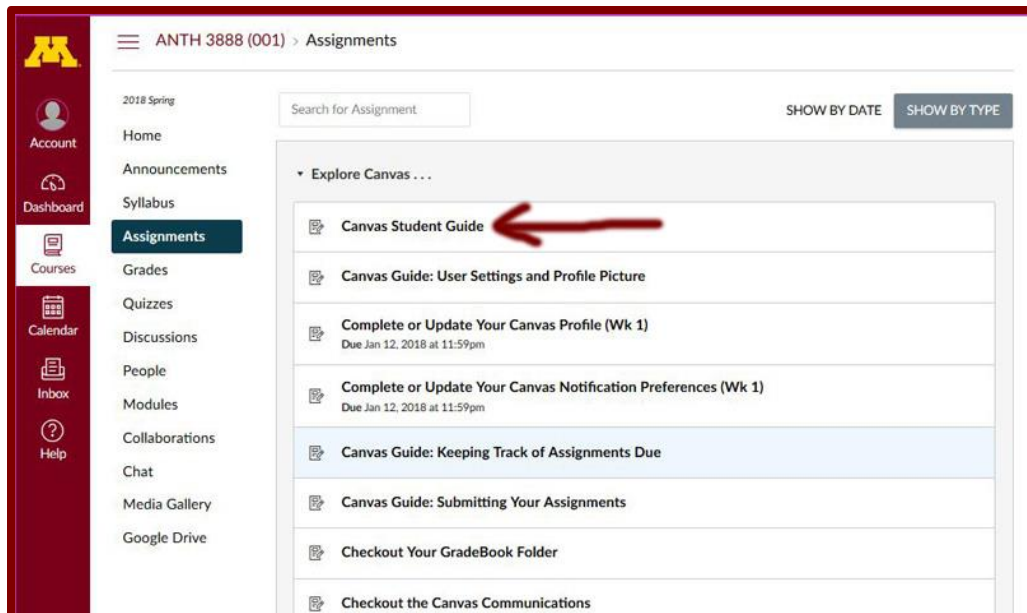 M
ANTH 3888 (001) > Assignments
Account
Dashboard
Courses
Calendar
Inbox
Help
2018 Spring
Home
Announcements
Syllabus
Assignments
Grades
Quizzes
Discussions
People
Modules
Collaborations
Chat
Media Gallery
Google Drive
Search for Assignment
SHOW BY DATE
SHOW BY TYPE
Explore Canvas . . .
Canvas Student Guide
Canvas Guide: User Settings and Profile Picture
Complete or Update Your Canvas Profile (Wk 1)
Due Jan 12, 2018 at 11:59pm
Complete or Update Your Canvas Notification Preferences (Wk 1)
Due Jan 12, 2018 at 11:59pm
Canvas Guide: Keeping Track of Assignments Due
Canvas Guide: Submitting Your Assignments
Checkout Your GradeBook Folder
Checkout the Canvas Communications